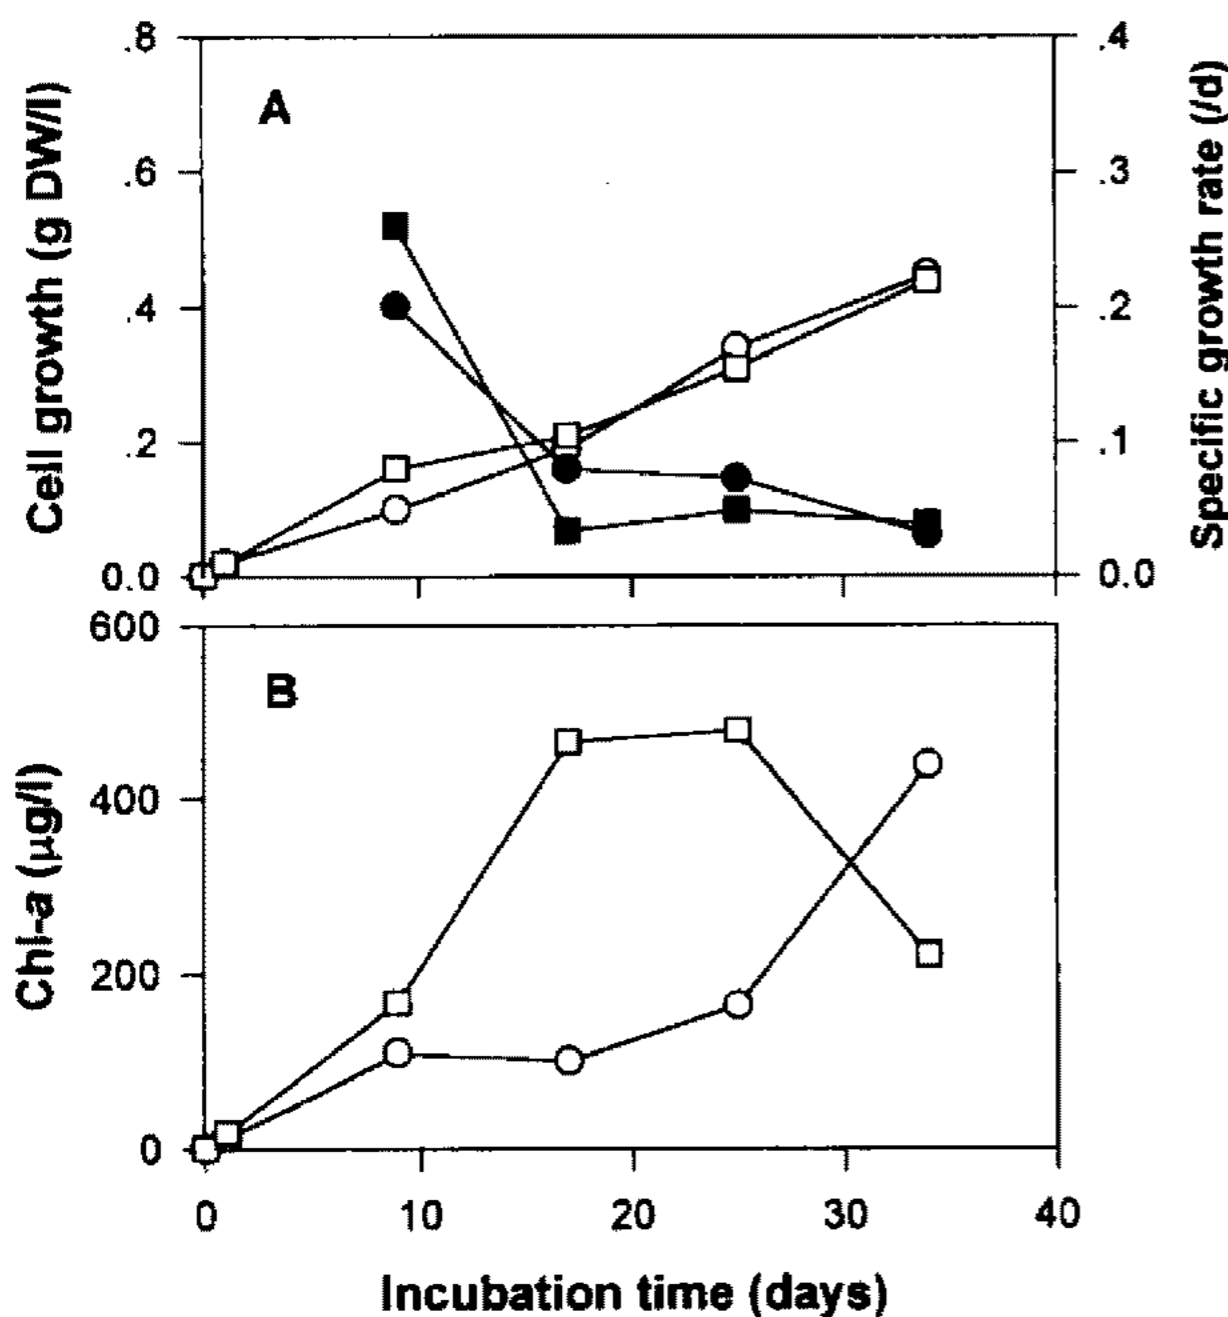 .8
.6
.4
.2
0.0
Cell growth (g DW/l)
A
.4
.3
.2
.1
0.0
Specific growth rate (/d)
600
400
200
0
Chl-a (µg/l)
B
0 10 20 30 40
Incubation time (days)